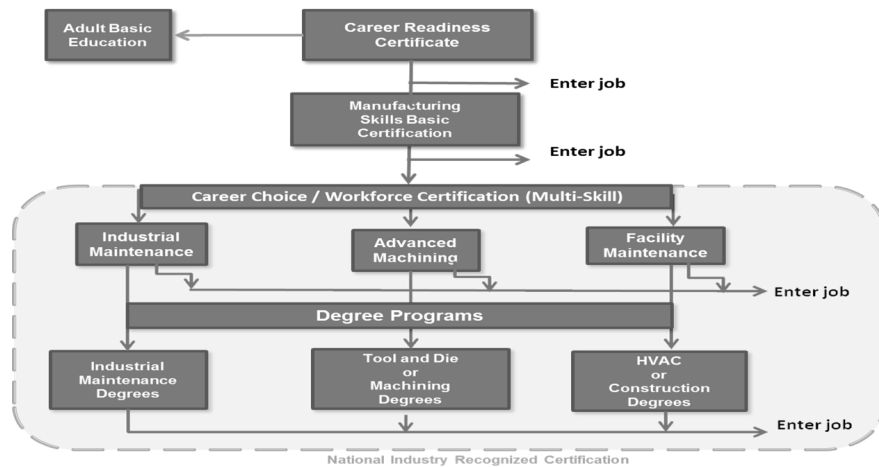 Adult Basic
Education
Career Readiness
Certificate
Enter job
Manufacturing
Skills Basic
Certification
Enter job
Career Choice / Workforce Certification (Multi-Skill)
Industrial
Maintenance
Advanced
Machining
Facility
Maintenance
Enter job
Degree Programs
Industrial
Maintenance
Degrees
Tool and Die
or
Machining
Degrees
HVAC
or
Construction
Degrees
Enter job
National Industry Recognized Certification